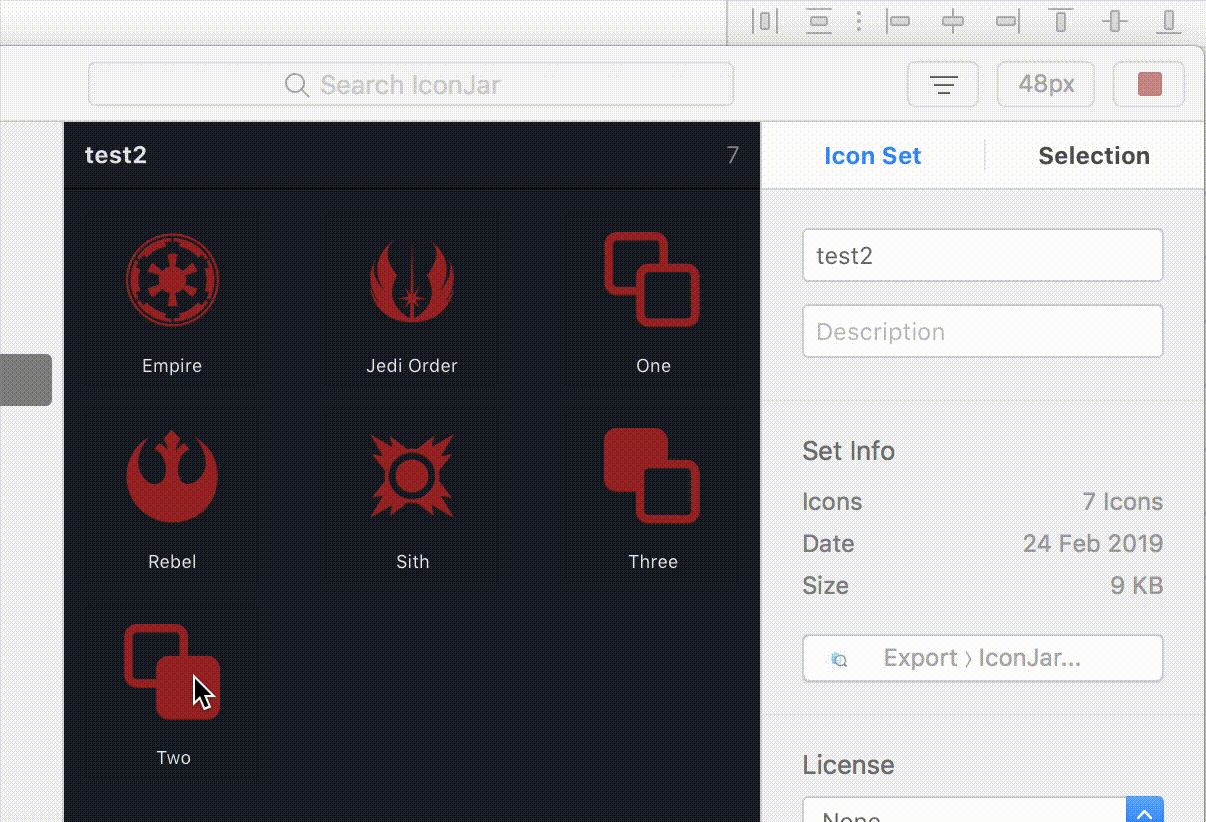 Search IconJar
48px
test2
7
Icon Set
Selection
Empire
Jedi Order
One
test2
Description
Rebel
Sith
Three
Set Info
Icons
7 Icons
Date
24 Feb 2019
Size
9 KB
Two
Export › IconJar...
License
None